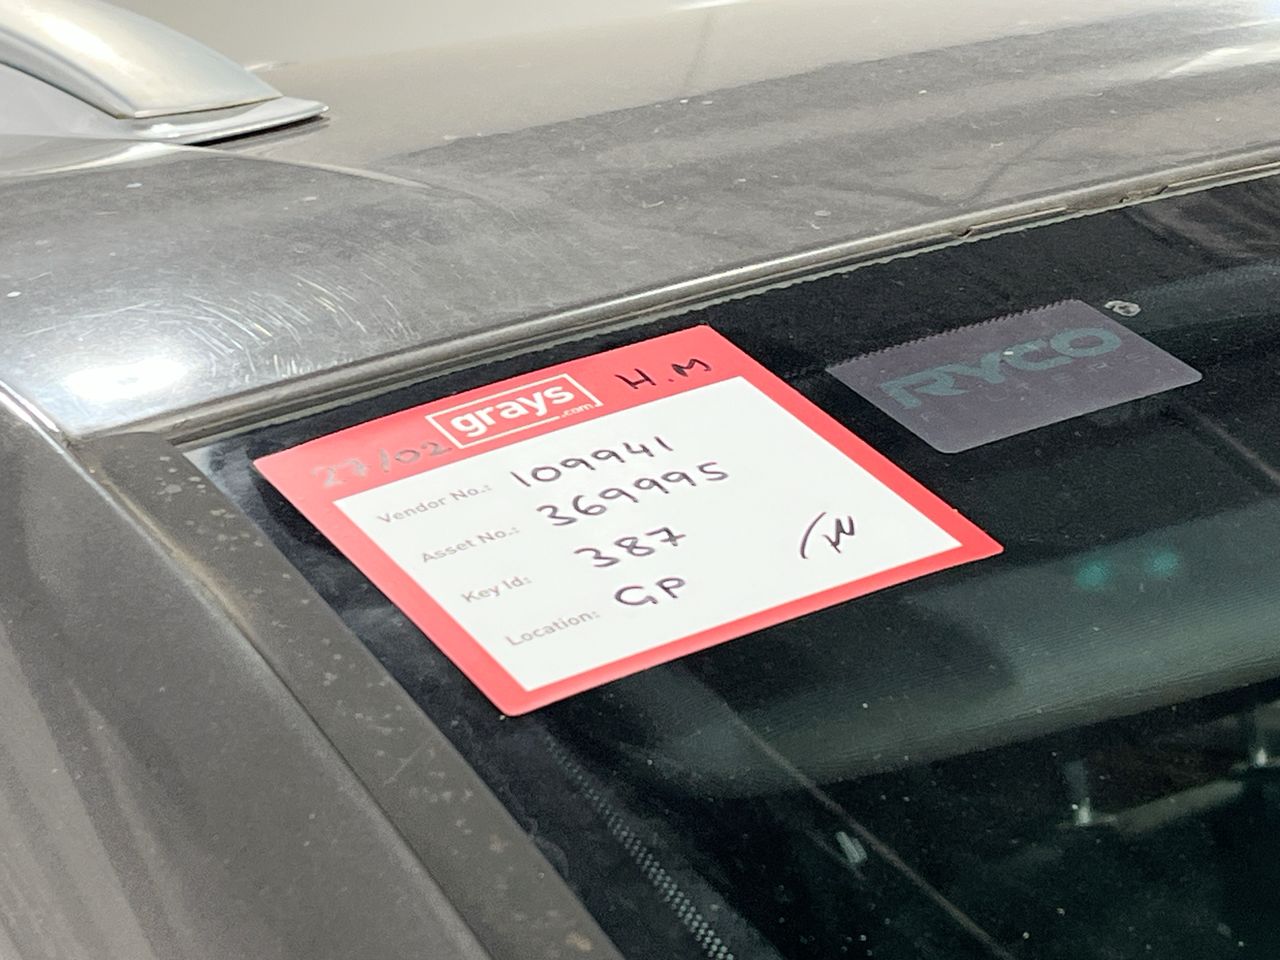 grays
.com
H.M
27/02
Vendor No.: 109941
Asset No.: 369995
Key Id: 387
Location: GP
RYCO